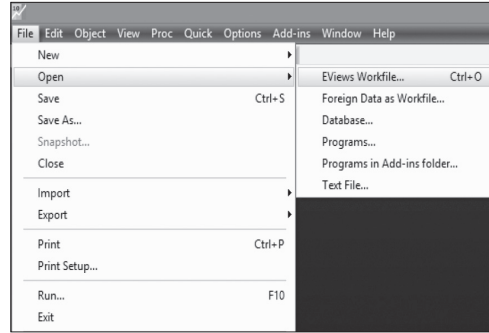 File Edit Object View Proc Quick Options Add-ins Window Help
New
Open
Save Ctrl+S
Save As...
Snapshot...
Close
Import
Export
Print Ctrl+P
Print Setup...
Run... F10
Exit
EViews Workfile... Ctrl+O
Foreign Data as Workfile...
Database...
Programs...
Programs in Add-ins folder...
Text File...